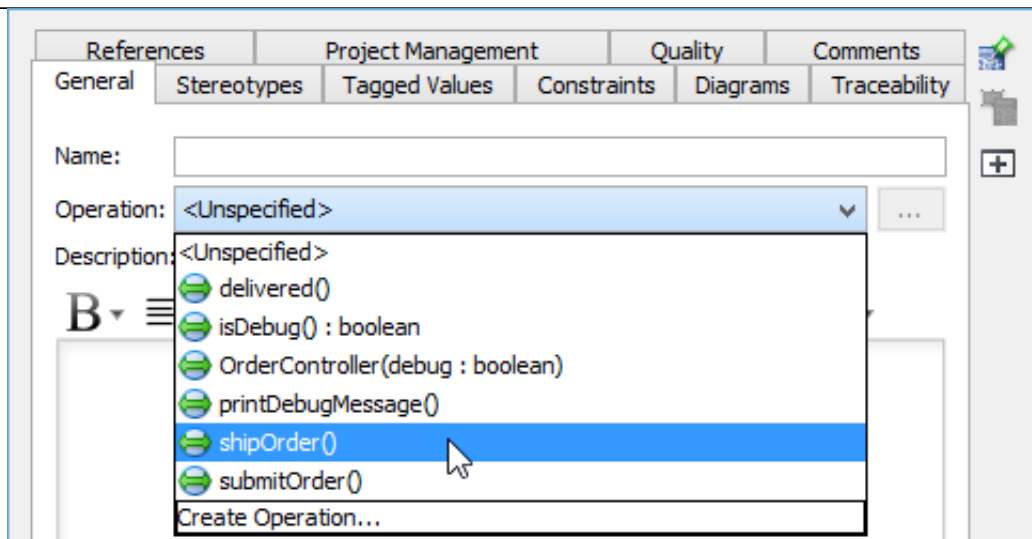 References Project Management Quality Comments
General Stereotypes Tagged Values Constraints Diagrams Traceability
Name:
Operation: <Unspecified> ...
Description:
<Unspecified>
delivered()
isDebug() : boolean
OrderController(debug : boolean)
printDebugMessage()
shipOrder()
submitOrder()
Create Operation...
B